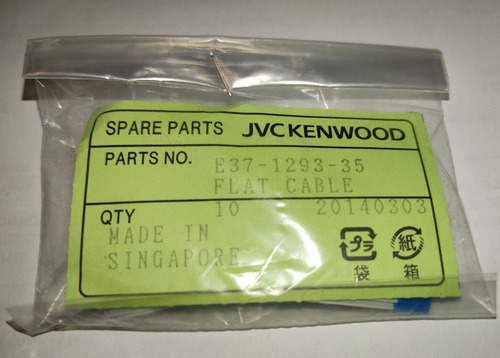 SPARE PARTS JVCKENWOOD
PARTS NO. E37-1293-35
FLAT CABLE
QTY 10 20140303
MADE IN
SINGAPORE
プラ 紙
袋 箱